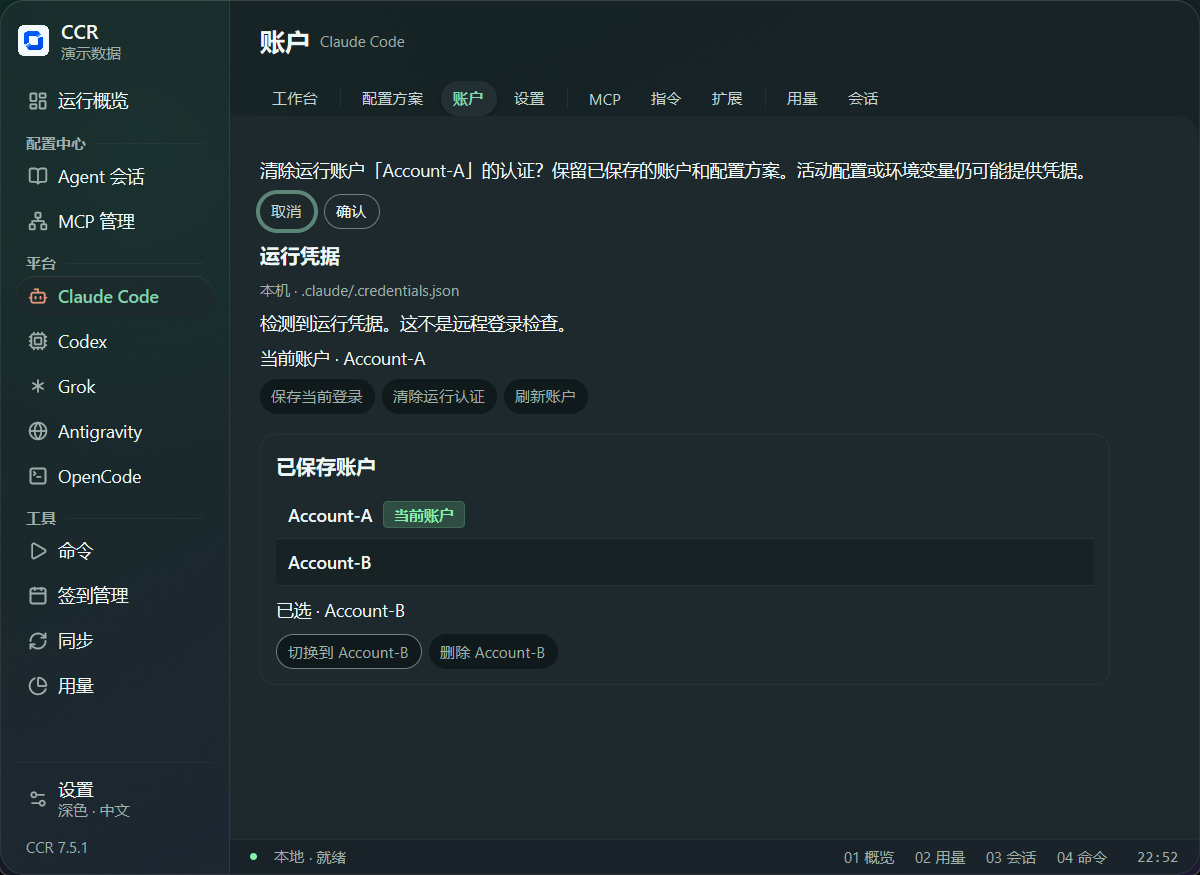 CCR
演示数据
运行概览
配置中心
Agent 会话
MCP 管理
平台
Claude Code
Codex
Grok
Antigravity
OpenCode
工具
命令
签到管理
同步
用量
设置
深色 · 中文
CCR 7.5.1
账户 Claude Code
工作台 配置方案 账户 设置 MCP 指令 扩展 用量 会话
清除运行账户「Account-A」的认证？保留已保存的账户和配置方案。活动配置或环境变量仍可能提供凭据。
取消 确认
运行凭据
本机 · .claude/.credentials.json
检测到运行凭据。这不是远程登录检查。
当前账户 · Account-A
保存当前登录 清除运行认证 刷新账户
已保存账户
Account-A 当前账户
Account-B
已选 · Account-B
切换到 Account-B 删除 Account-B
本地 · 就绪 01 概览 02 用量 03 会话 04 命令 22:52